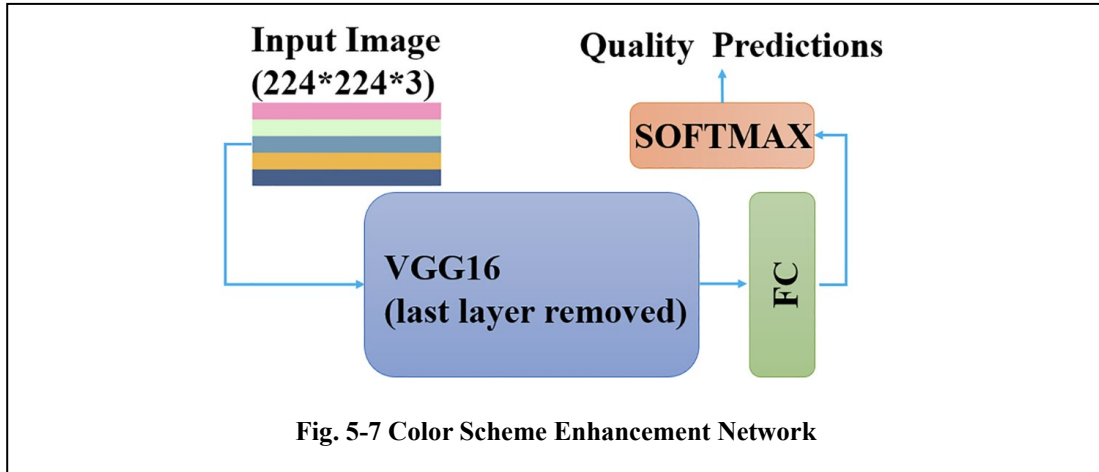 Input Image
(224*224*3)
Quality Predictions
SOFTMAX
VGG16
(last layer removed)
FC
Fig. 5-7 Color Scheme Enhancement Network